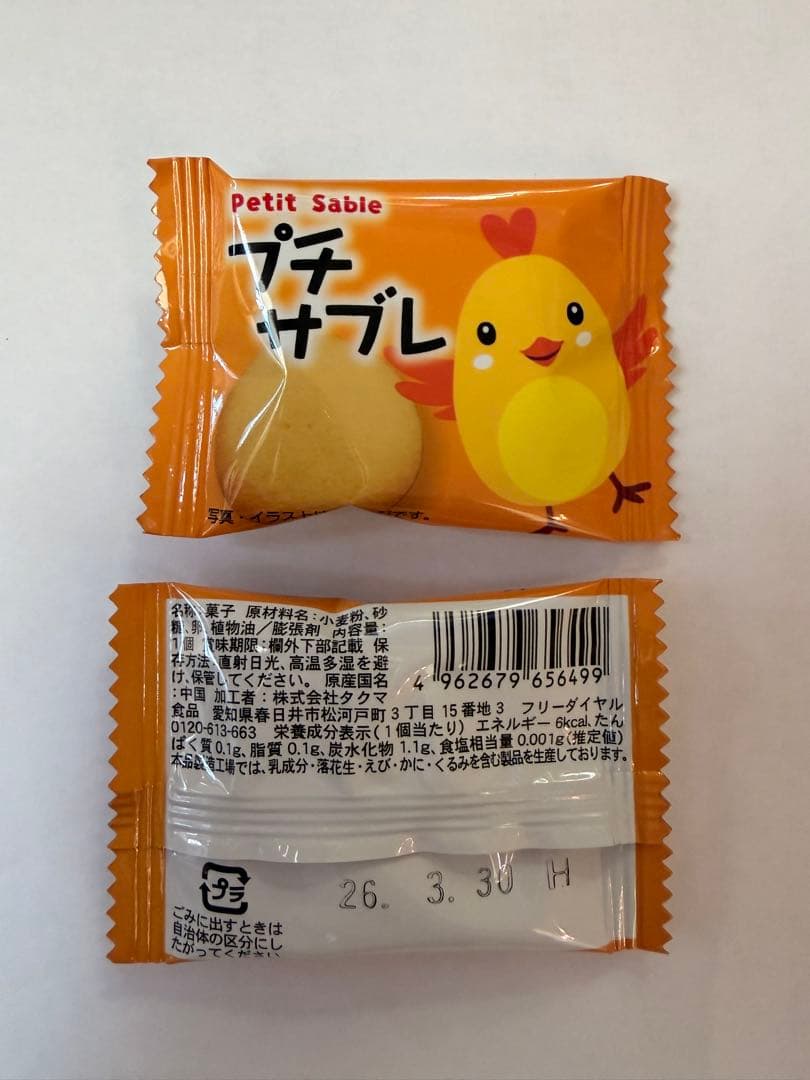 Petit Sable
プチ
サブレ
写真・イラスト です。
名称:菓子 原材料名:小麦粉、砂
糖、卵、植物油/膨張剤 内容量:
1個 賞味期限:欄外下部記載 保
存方法:直射日光、高温多湿を避
け、保管してください。 原産国名
:中国 加工者:株式会社タクマ
食品 愛知県春日井市松河戸町3丁目15番地3 フリーダイヤル
0120-613-663 栄養成分表示(1個当たり) エネルギー6kcal、たん
ぱく質0.1g、脂質0.1g、炭水化物1.1g、食塩相当量0.001g(推定値)
本品製造工場では、乳成分・落花生・えび・かに・くるみを含む製品を生産しております。
4 962679 656499
プラ
26. 3. 30 H
ごみに出すときは
自治体の区分にし
たがってください